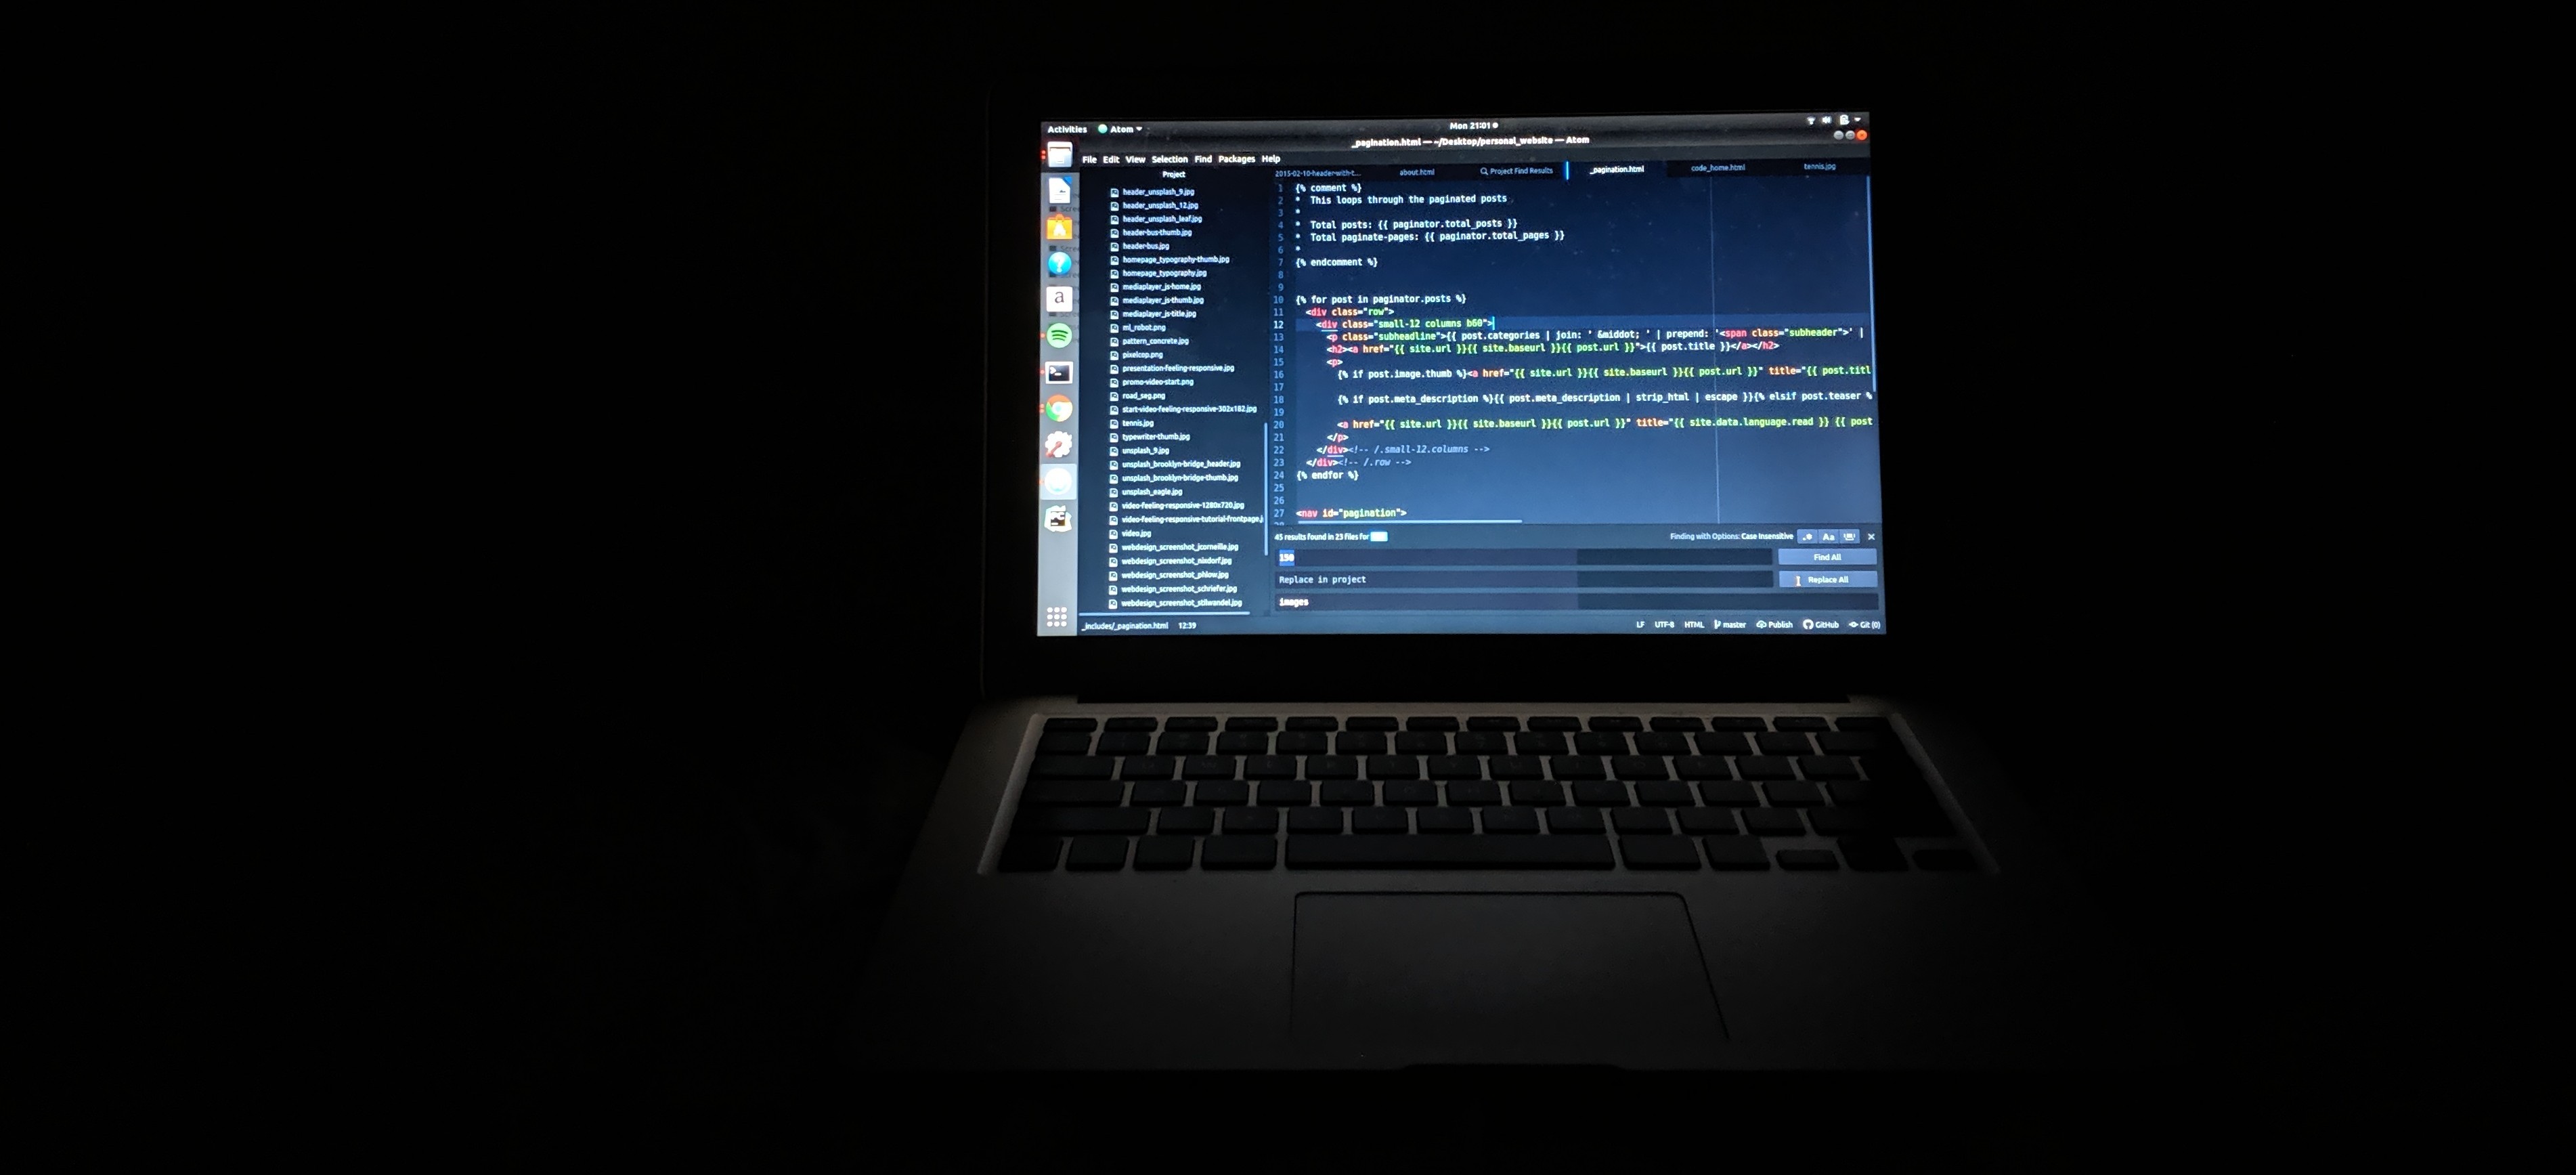 Activities Atom Mon 21:01
_pagination.html — ~/Desktop/personal_website — Atom
File Edit View Selection Find Packages Help
Project
header_unsplash_9.jpg
header_unsplash_12.jpg
header_unsplash_leaf.jpg
header-bus-thumb.jpg
header-bus.jpg
homepage_typography-thumb.jpg
homepage_typography.jpg
mediaplayer_js-home.jpg
mediaplayer_js-thumb.jpg
mediaplayer_js-title.jpg
ml_robot.png
pattern_concrete.jpg
pixelcop.png
presentation-feeling-responsive.jpg
promo-video-start.png
road_seg.png
start-video-feeling-responsive-302x182.jpg
tennis.jpg
typewriter-thumb.jpg
unsplash_9.jpg
unsplash_brooklyn-bridge_header.jpg
unsplash_brooklyn-bridge-thumb.jpg
unsplash_eagle.jpg
video-feeling-responsive-1280x720.jpg
video-feeling-responsive-tutorial-frontpage.j
video.jpg
webdesign_screenshot_jcorneille.jpg
webdesign_screenshot_nixdorf.jpg
webdesign_screenshot_phlow.jpg
webdesign_screenshot_schriefer.jpg
webdesign_screenshot_stilwandel.jpg
2015-02-10-header-with-t... about.html Project Find Results _pagination.html code_home.html tennis.jpg
1 {% comment %}
2 * This loops through the paginated posts
3 *
4 * Total posts: {{ paginator.total_posts }}
5 * Total paginate-pages: {{ paginator.total_pages }}
6 *
7 {% endcomment %}
8
9
10 {% for post in paginator.posts %}
11 <div class="row">
12 <div class="small-12 columns b60">
13 <p class="subheadline">{{ post.categories | join: ' &middot; ' | prepend: '<span class="subheader">' |
14 <h2><a href="{{ site.url }}{{ site.baseurl }}{{ post.url }}">{{ post.title }}</a></h2>
15 <p>
16 {% if post.image.thumb %}<a href="{{ site.url }}{{ site.baseurl }}{{ post.url }}" title="{{ post.titl
17
18 {% if post.meta_description %}{{ post.meta_description | strip_html | escape }}{% elsif post.teaser %
19
20 <a href="{{ site.url }}{{ site.baseurl }}{{ post.url }}" title="{{ site.data.language.read }} {{ post
21 </p>
22 </div><!-- /.small-12.columns -->
23 </div><!-- /.row -->
24 {% endfor %}
25
26
27 <nav id="pagination">
45 results found in 23 files for
Finding with Options: Case Insensitive .* Aa
150 Find All
Replace in project Replace All
images
_includes/_pagination.html 12:39 LF UTF-8 HTML master Publish GitHub Git (0)